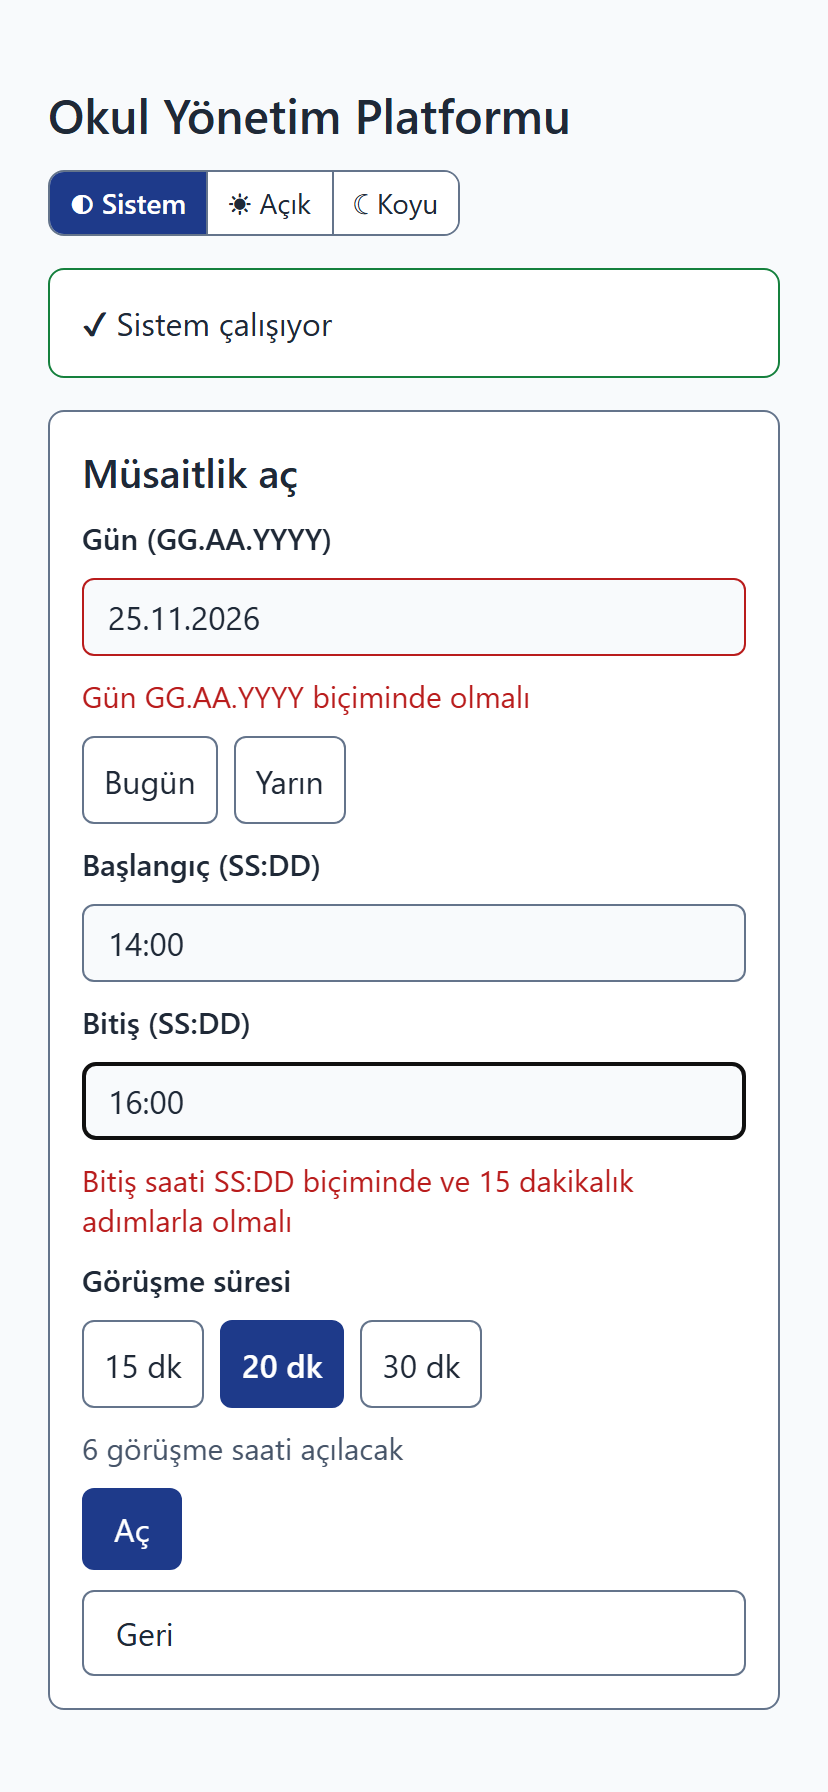 Okul Yönetim Platformu
◐ Sistem
☀ Açık
☾ Koyu
✓ Sistem çalışıyor
Müsaitlik aç
Gün (GG.AA.YYYY)
25.11.2026
Gün GG.AA.YYYY biçiminde olmalı
Bugün
Yarın
Başlangıç (SS:DD)
14:00
Bitiş (SS:DD)
16:00
Bitiş saati SS:DD biçiminde ve 15 dakikalık
adımlarla olmalı
Görüşme süresi
15 dk
20 dk
30 dk
6 görüşme saati açılacak
Aç
Geri